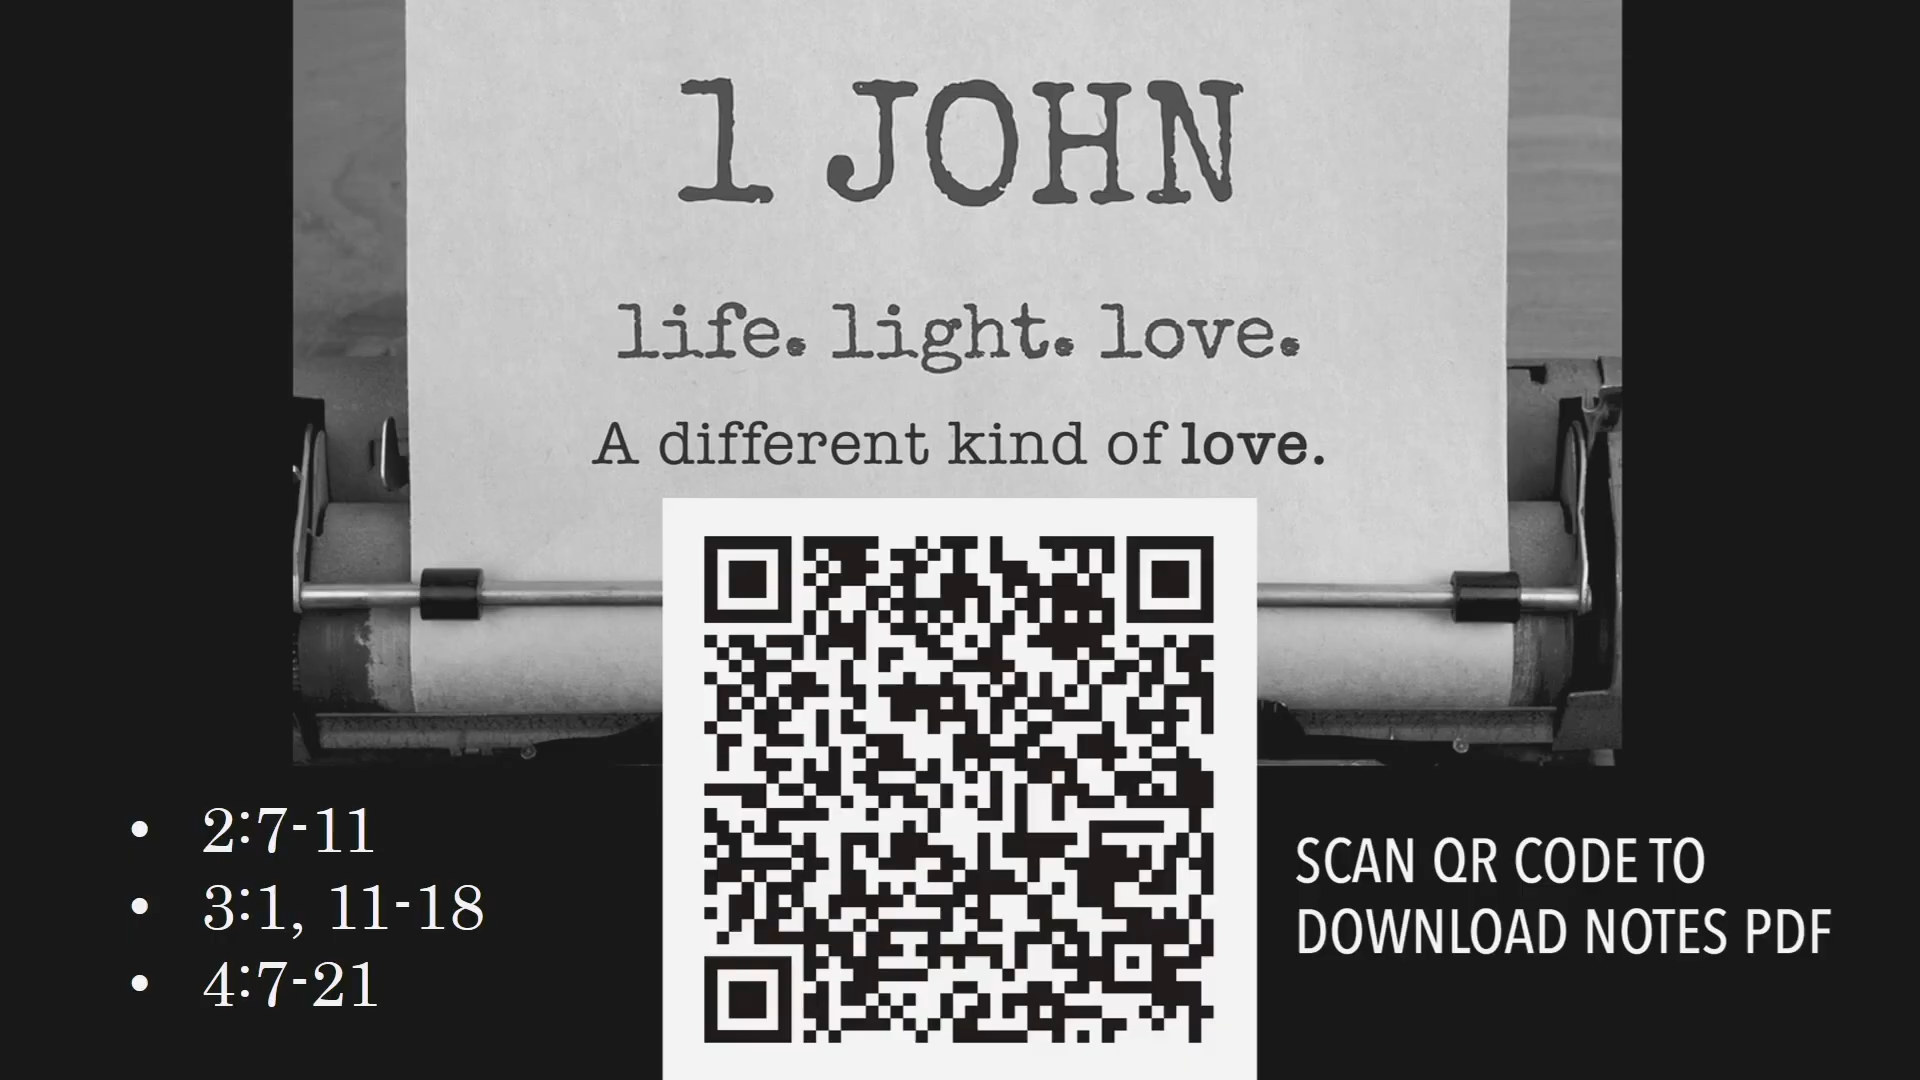 1 JOHN
life. light. love.
A different kind of love.
• 2:7-11
• 3:1, 11-18
• 4:7-21
SCAN QR CODE TO
DOWNLOAD NOTES PDF